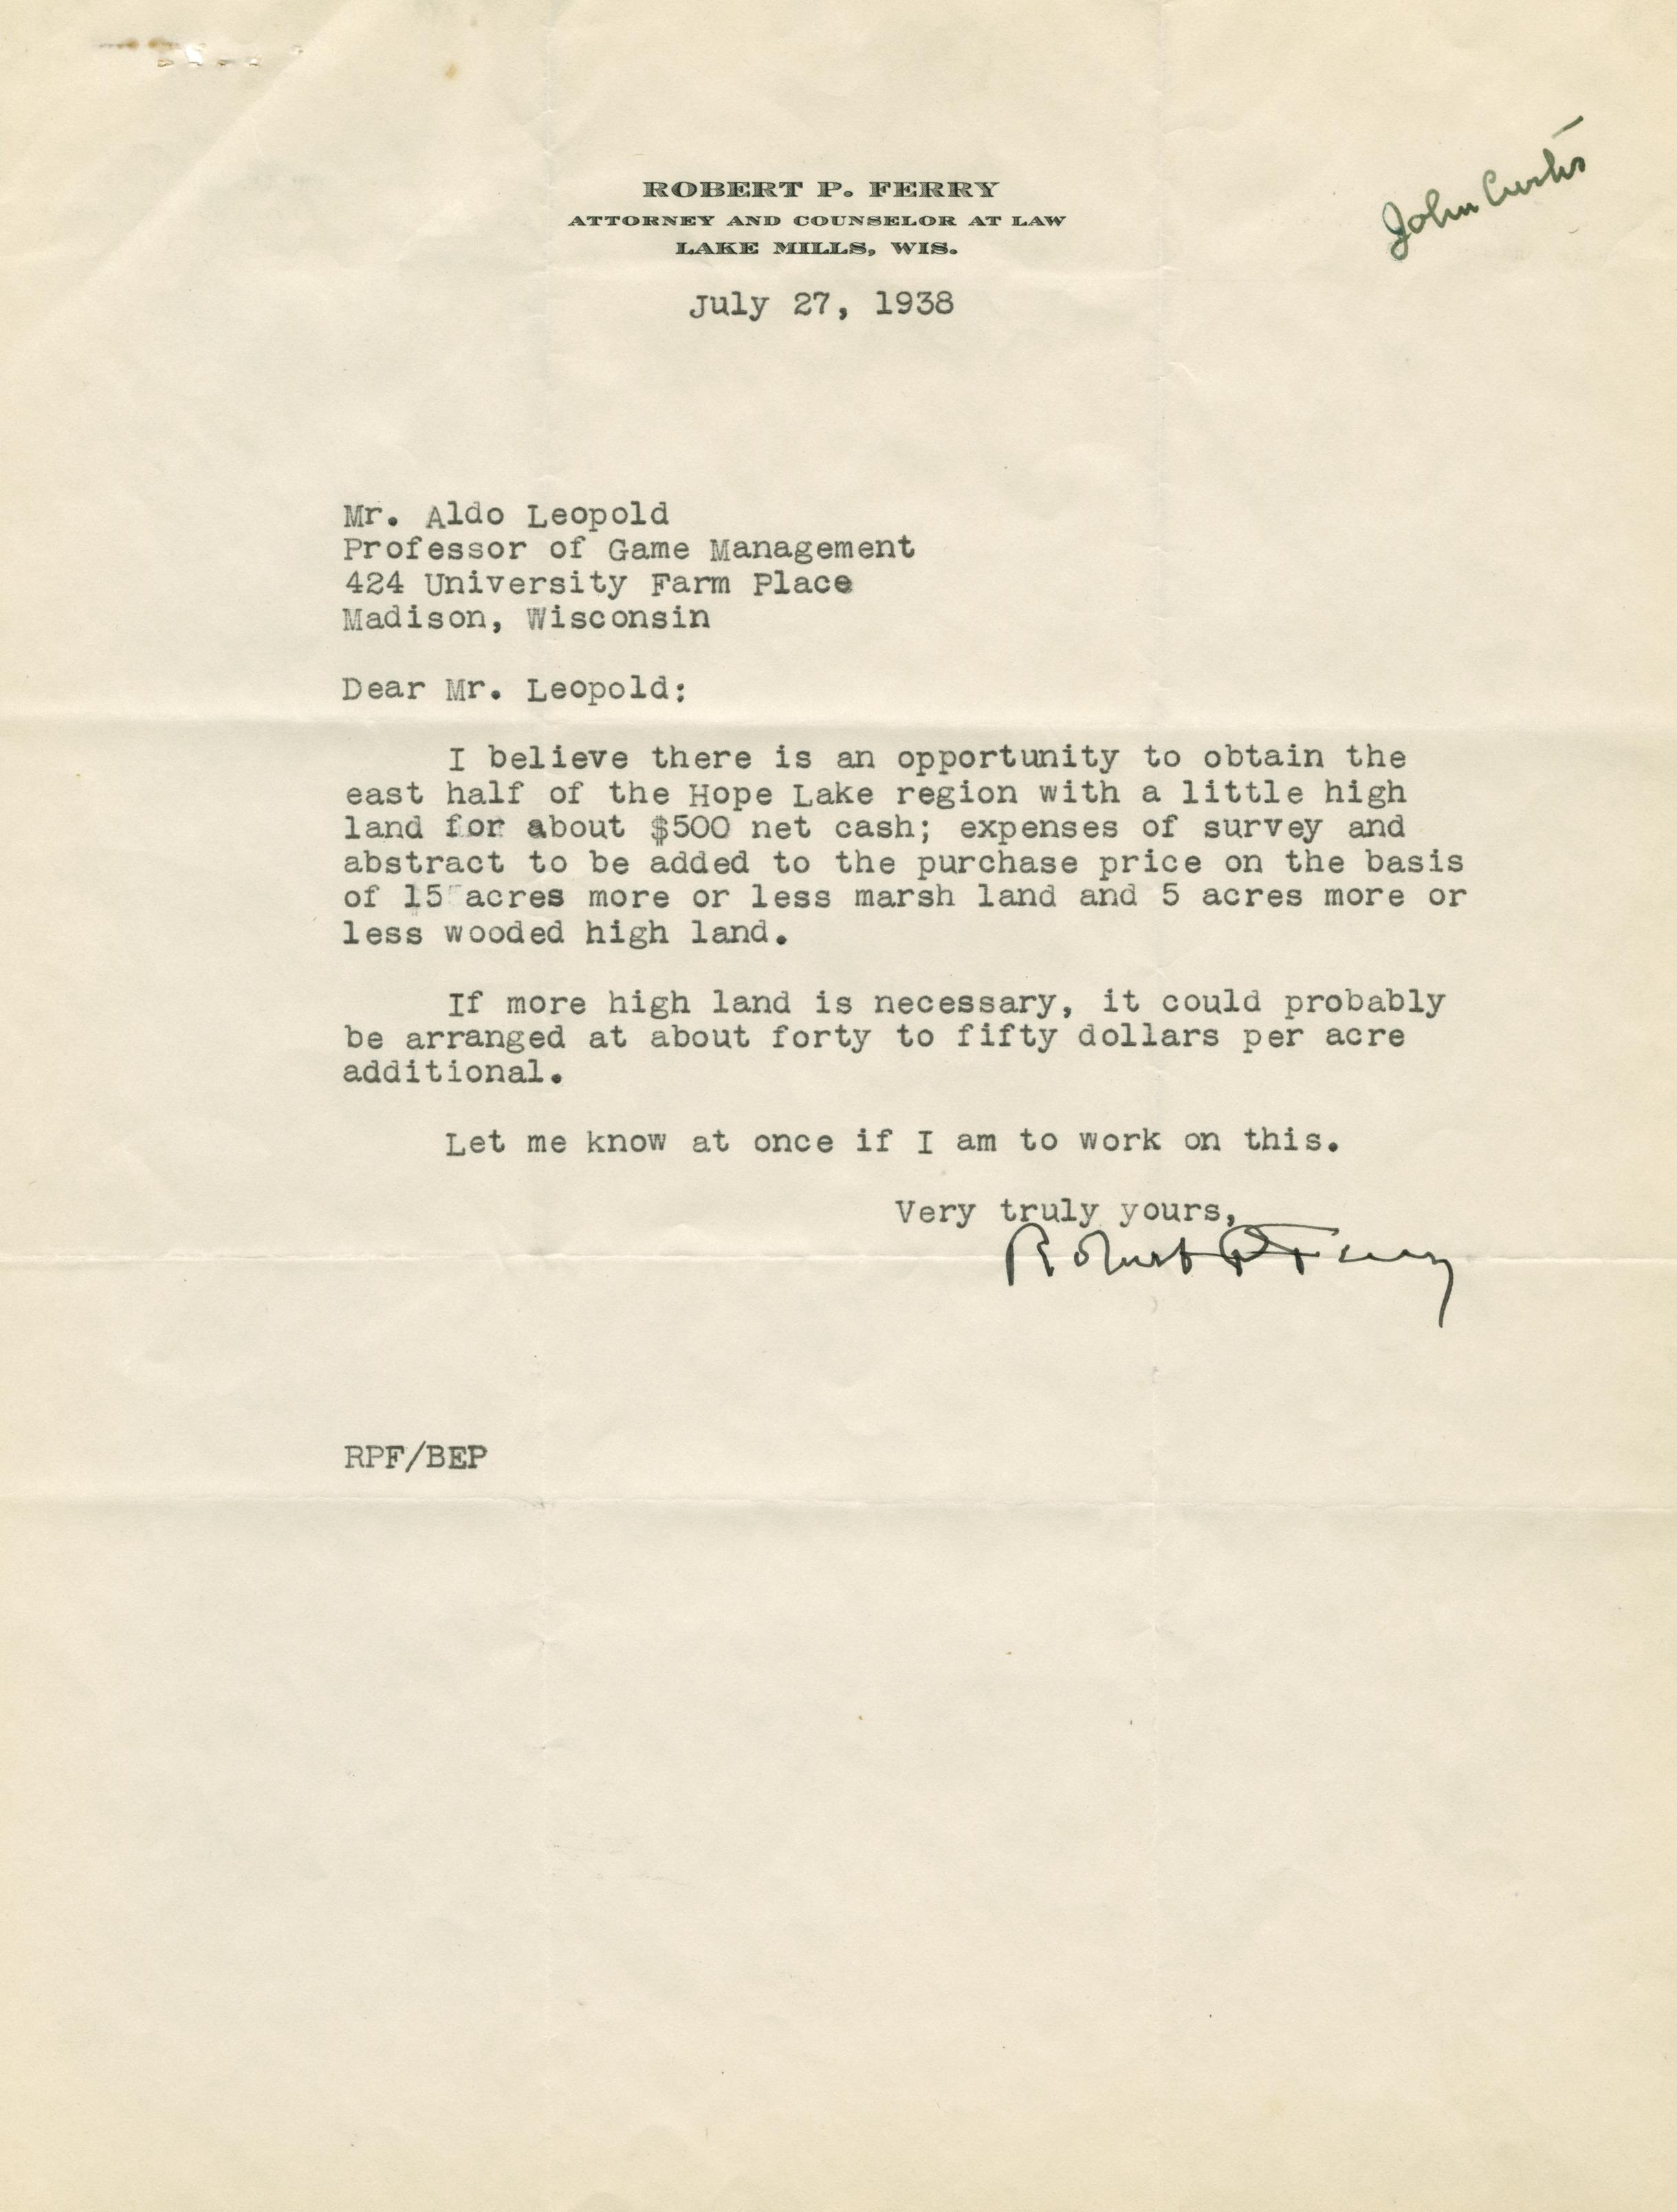 John Curtis
ROBERT P. FERRY
ATTORNEY AND COUNSELOR AT LAW
LAKE MILLS, WIS.
July 27, 1938
Mr. Aldo Leopold
Professor of Game Management
424 University Farm Place
Madison, Wisconsin
Dear Mr. Leopold:
I believe there is an opportunity to obtain the
east half of the Hope Lake region with a little high
land for about $500 net cash; expenses of survey and
abstract to be added to the purchase price on the basis
of 15 acres more or less marsh land and 5 acres more or
less wooded high land.
If more high land is necessary, it could probably
be arranged at about forty to fifty dollars per acre
additional.
Let me know at once if I am to work on this.
Very truly yours,
Robert P Ferry
RPF/BEP